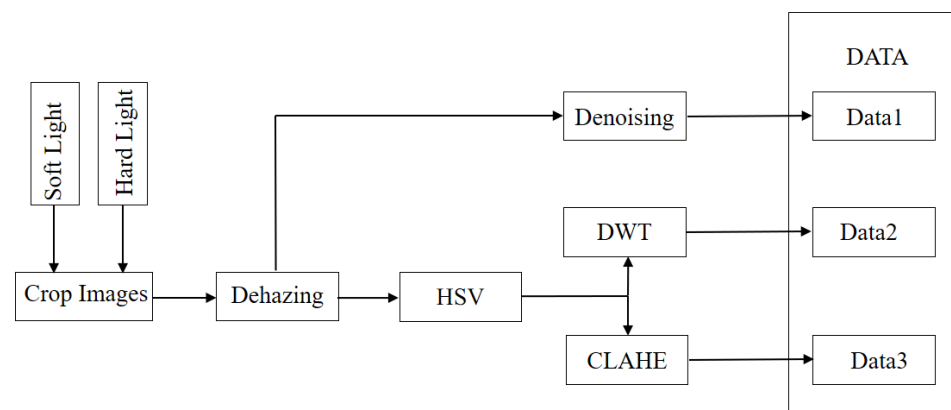 DATA
Soft Light
Hard Light
Denoising
Data1
DWT
Data2
Crop Images
Dehazing
HSV
CLAHE
Data3